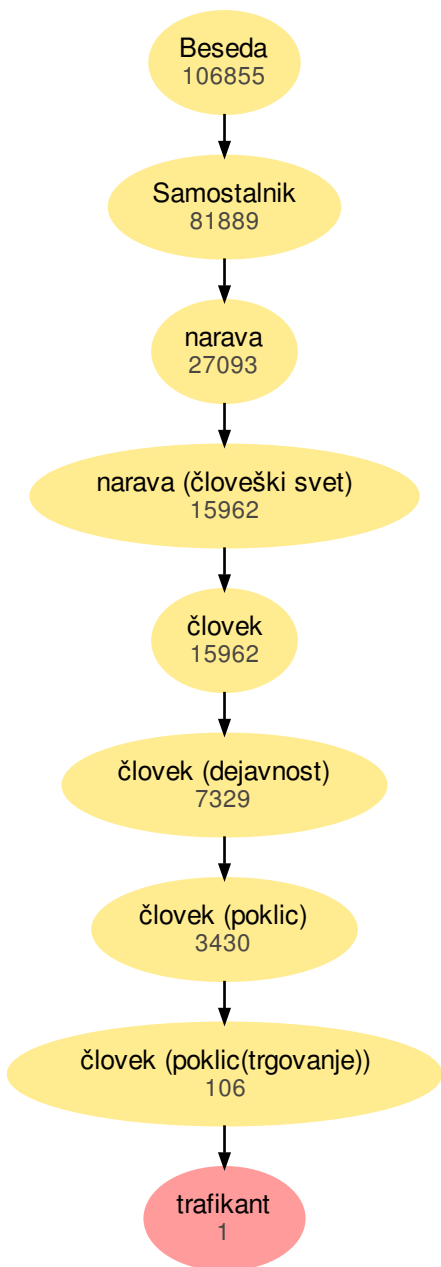 Beseda
106855
Samostalnik
81889
narava
27093
narava (človeški svet)
15962
človek
15962
človek (dejavnost)
7329
človek (poklic)
3430
človek (poklic(trgovanje))
106
trafikant
1